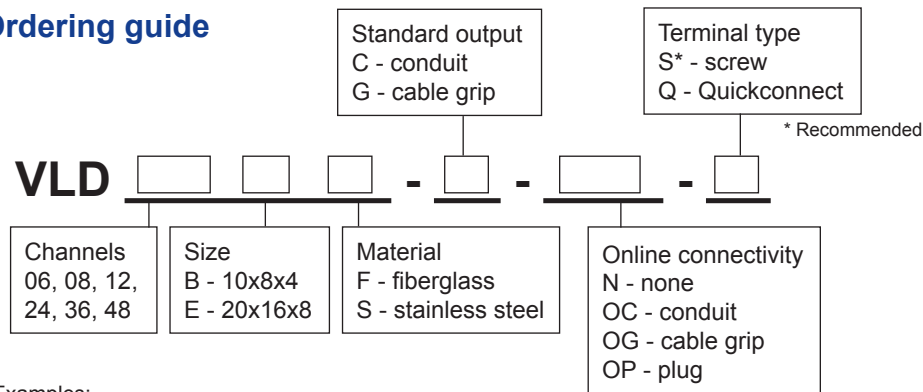 Ordering guide
Standard output
C - conduit
G - cable grip
Terminal type
S* - screw
Q - Quickconnect
* Recommended
VLD - - -
Channels
06, 08, 12,
24, 36, 48
Size
B - 10x8x4
E - 20x16x8
Material
F - fiberglass
S - stainless steel
Online connectivity
N - none
OC - conduit
OG - cable grip
OP - plug
Examples: